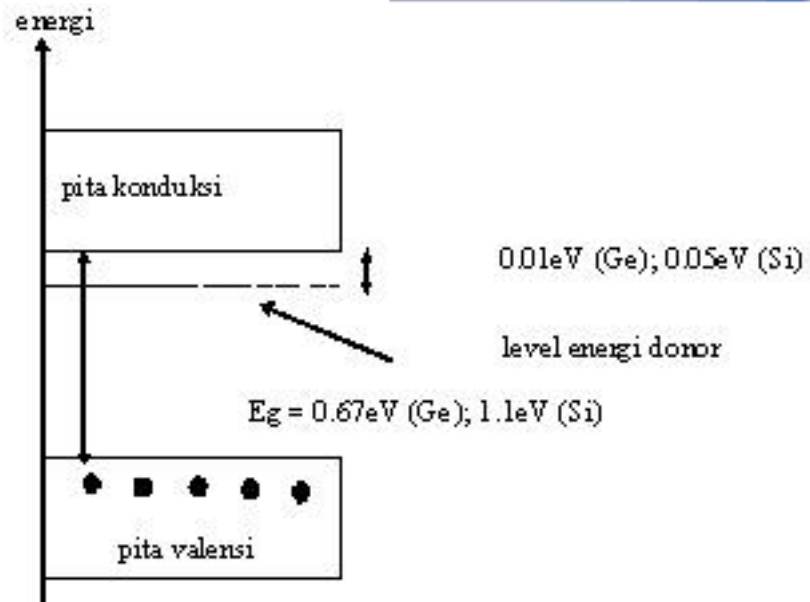 energi
pita konduksi
0.01eV (Ge); 0.05eV (Si)
level energi donor
Eg = 0.67eV (Ge); 1.1eV (Si)
pita valensi